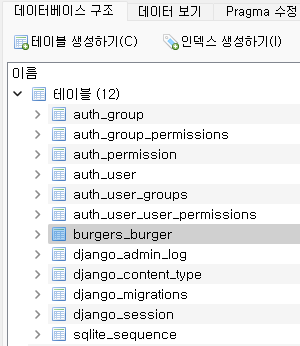 데이터베이스 구조 데이터 보기 Pragma 수정
테이블 생성하기(C) 인덱스 생성하기(I)
이름
테이블 (12)
auth_group
auth_group_permissions
auth_permission
auth_user
auth_user_groups
auth_user_user_permissions
burgers_burger
django_admin_log
django_content_type
django_migrations
django_session
sqlite_sequence